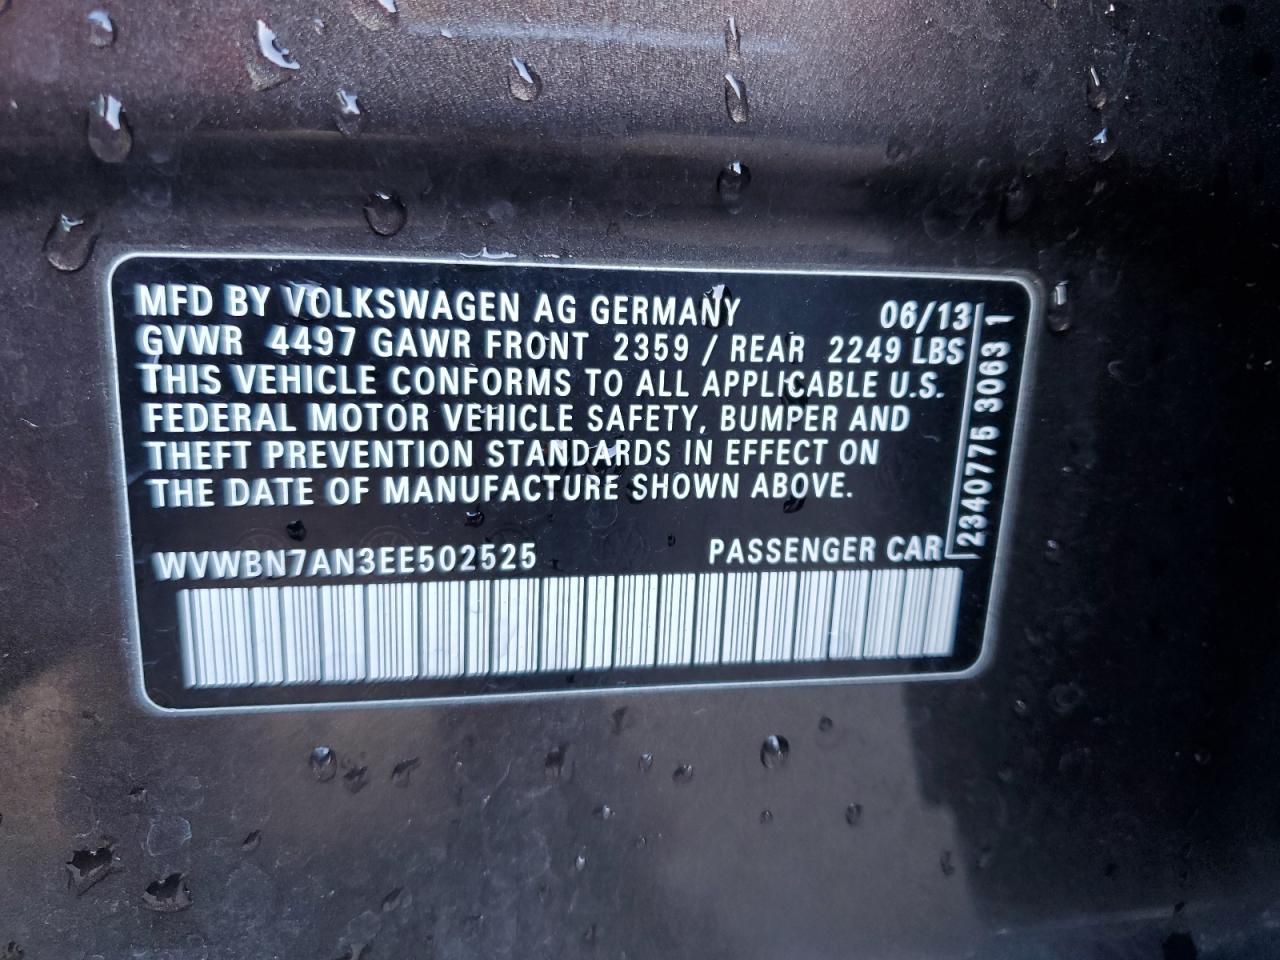 MFD BY VOLKSWAGEN AG GERMANY 06/13
GVWR 4497 GAWR FRONT 2359 / REAR 2249 LBS
THIS VEHICLE CONFORMS TO ALL APPLICABLE U.S.
FEDERAL MOTOR VEHICLE SAFETY, BUMPER AND
THEFT PREVENTION STANDARDS IN EFFECT ON
THE DATE OF MANUFACTURE SHOWN ABOVE.
WVWBN7AN3EE502525 PASSENGER CAR
2340775 3063 1